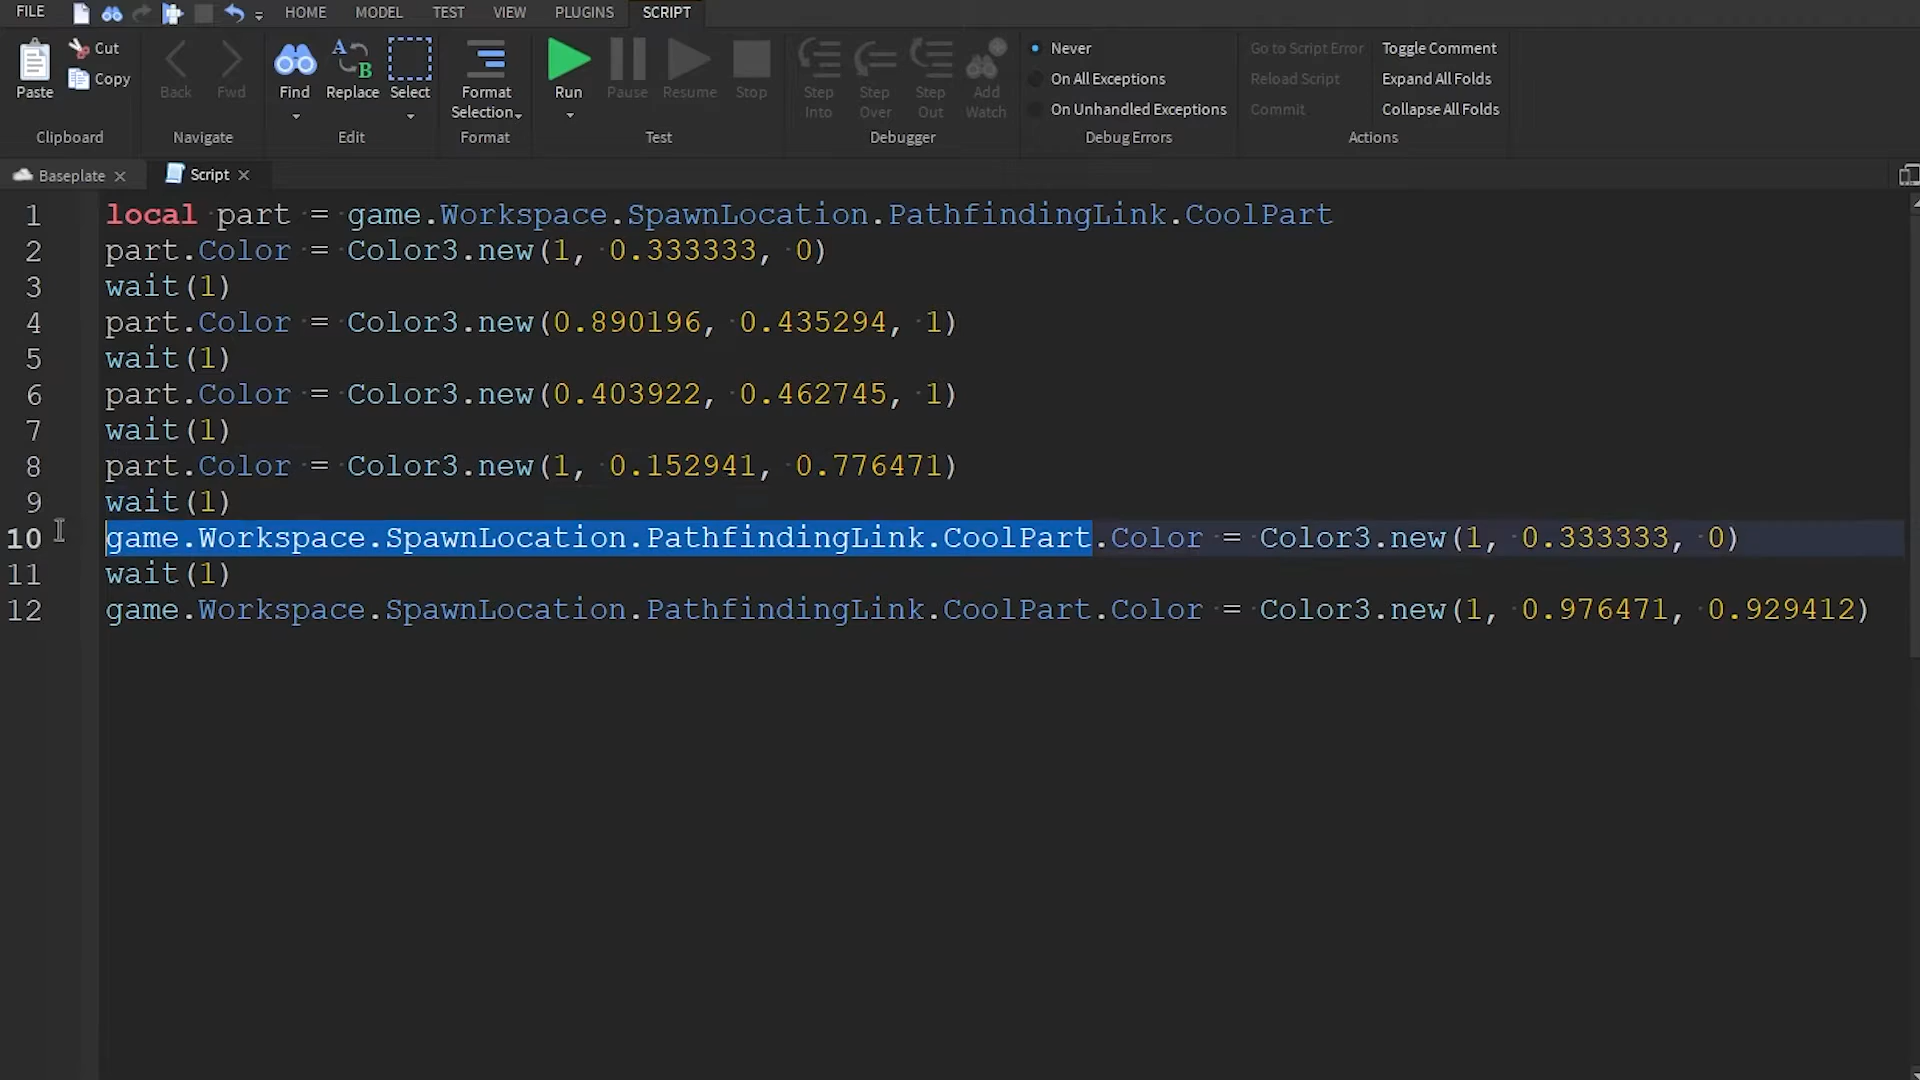 FILE HOME MODEL TEST VIEW PLUGINS SCRIPT
Paste
Cut
Copy
Clipboard
Back Fwd
Navigate
Find Replace Select
Edit
Format
Selection
Format
Run Pause Resume Stop
Test
Step
Into
Step
Over
Step
Out
Add
Watch
Debugger
Never
On All Exceptions
On Unhandled Exceptions
Debug Errors
Go to Script Error
Reload Script
Commit
Toggle Comment
Expand All Folds
Collapse All Folds
Actions
Baseplate Script
1 local part = game.Workspace.SpawnLocation.PathfindingLink.CoolPart
2 part.Color = Color3.new(1, 0.333333, 0)
3 wait(1)
4 part.Color = Color3.new(0.890196, 0.435294, 1)
5 wait(1)
6 part.Color = Color3.new(0.403922, 0.462745, 1)
7 wait(1)
8 part.Color = Color3.new(1, 0.152941, 0.776471)
9 wait(1)
10 game.Workspace.SpawnLocation.PathfindingLink.CoolPart.Color = Color3.new(1, 0.333333, 0)
11 wait(1)
12 game.Workspace.SpawnLocation.PathfindingLink.CoolPart.Color = Color3.new(1, 0.976471, 0.929412)